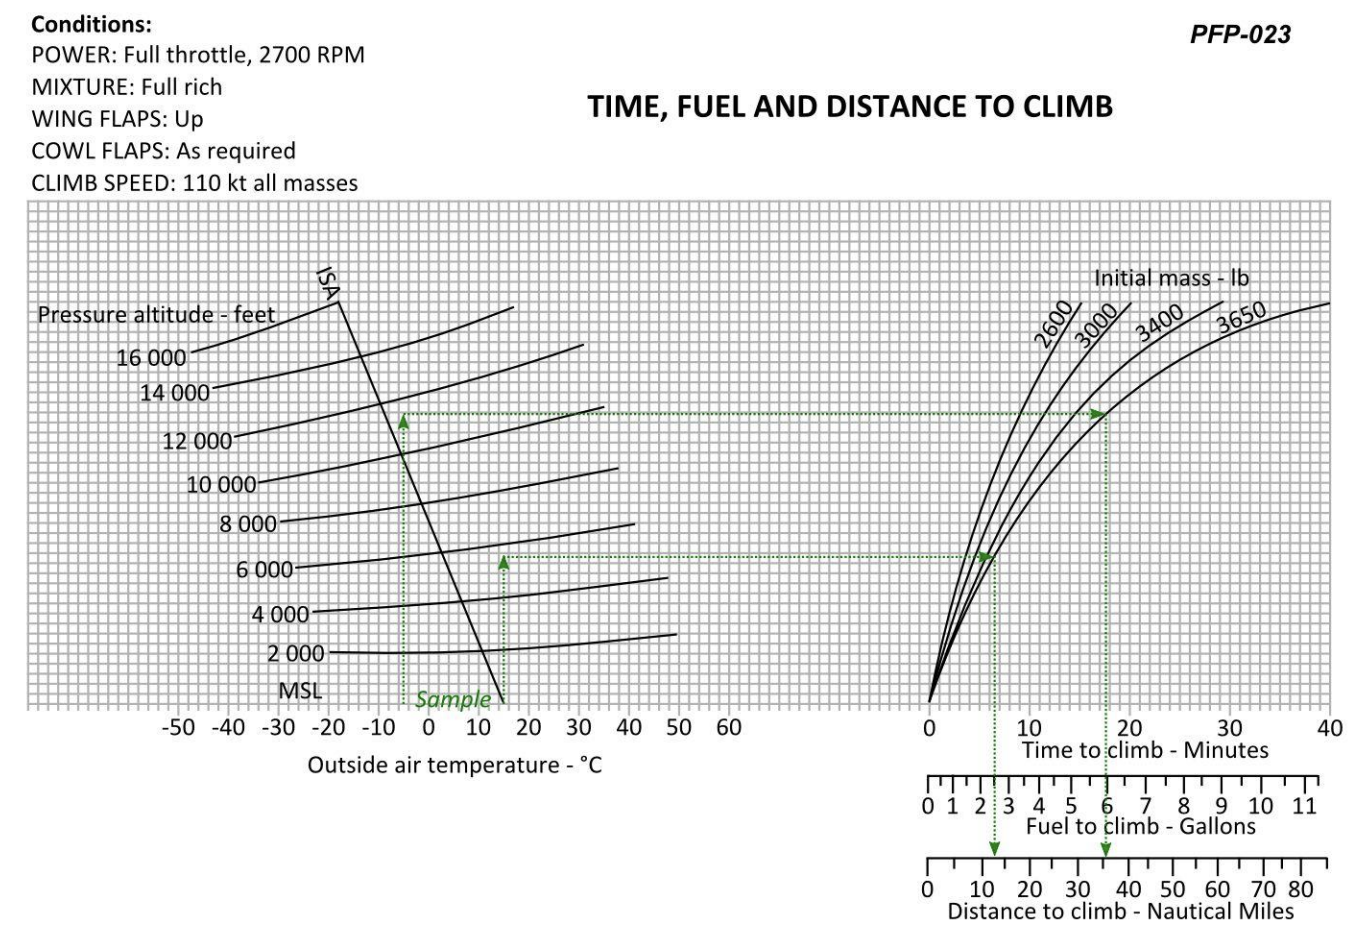 Conditions:
PFP-023
POWER: Full throttle, 2700 RPM
MIXTURE: Full rich
TIME, FUEL AND DISTANCE TO CLIMB
WING FLAPS: Up
COWL FLAPS: As required
CLIMB SPEED: 110 kt all masses
ISA
Initial mass - lb
Pressure altitude - feet
2600
3000
3400
3650
16 000
14 000
12 000
10 000
8 000
6 000
4 000
2 000
MSL
Sample
-50 -40 -30 -20 -10 0 10 20 30 40 50 60
Outside air temperature - °C
0 10 20 30 40
Time to climb - Minutes
0 1 2 3 4 5 6 7 8 9 10 11
Fuel to climb - Gallons
0 10 20 30 40 50 60 70 80
Distance to climb - Nautical Miles